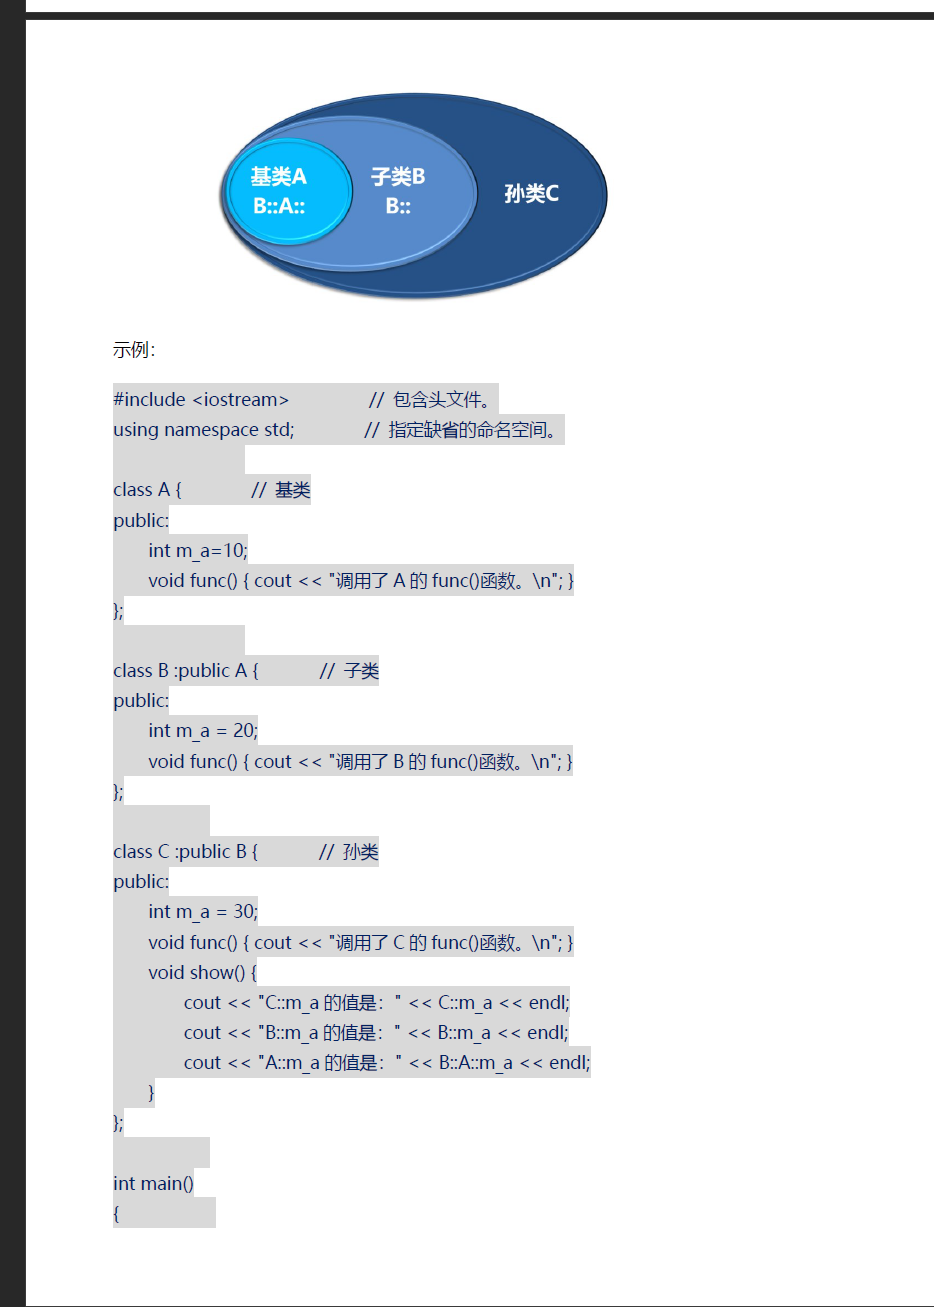 基类A
B::A::
子类B
B::
孙类C
示例：
#include <iostream>                // 包含头文件。
using namespace std;              // 指定缺省的命名空间。
class A {              // 基类
public:
int m_a=10;
void func() { cout << "调用了 A 的 func()函数。\n"; }
};
class B :public A {            // 子类
public:
int m_a = 20;
void func() { cout << "调用了 B 的 func()函数。\n"; }
};
class C :public B {            // 孙类
public:
int m_a = 30;
void func() { cout << "调用了 C 的 func()函数。\n"; }
void show() {
cout << "C::m_a 的值是：" << C::m_a << endl;
cout << "B::m_a 的值是：" << B::m_a << endl;
cout << "A::m_a 的值是：" << B::A::m_a << endl;
}
};
int main()
{